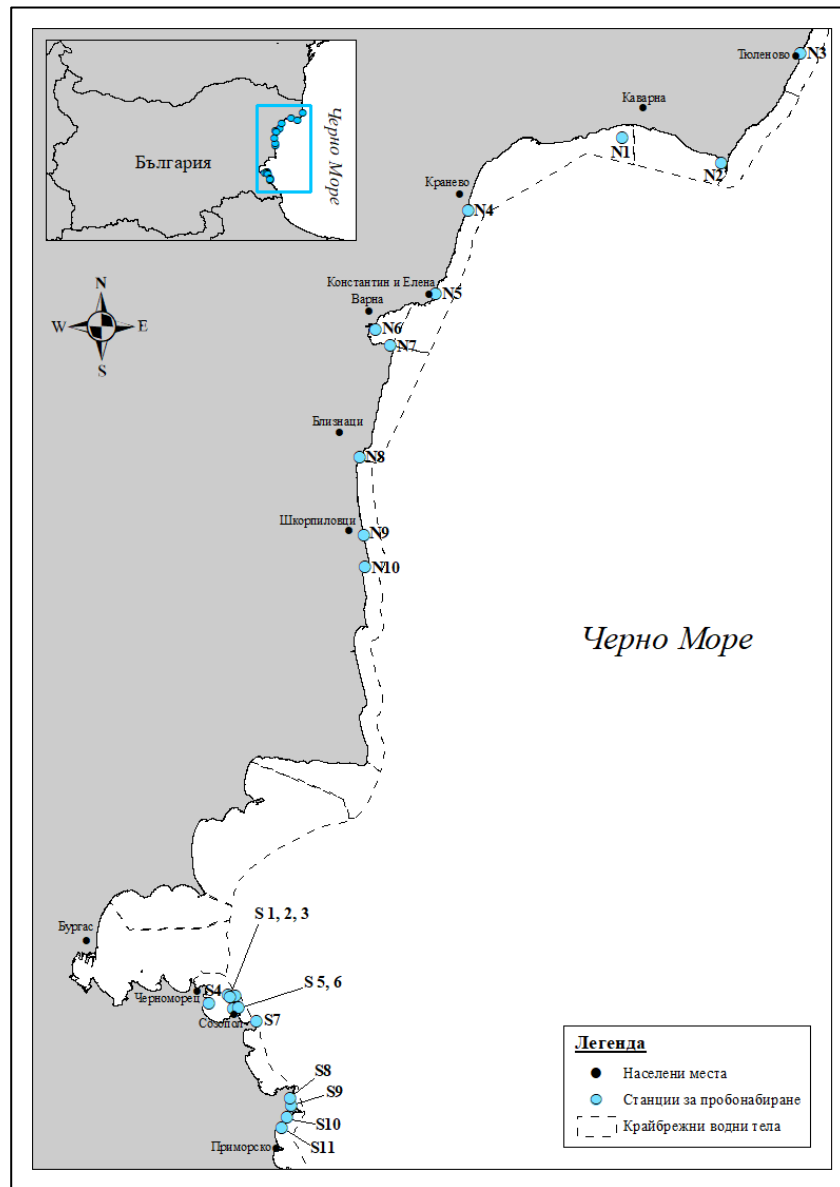 България
Черно Море
Тюленово
N3
Каварна
N1
N2
Кранево
N4
Константин и Елена
N5
Варна
N6
N7
N
W
E
S
Близнаци
N8
Шкорпиловци
N9
N10
Черно Море
S 1, 2, 3
Бургас
S 5, 6
Черноморец
S4
Созопол
S7
S8
S9
S10
Приморско
S11
Легенда
Населени места
Станции за пробонабиране
Крайбрежни водни тела